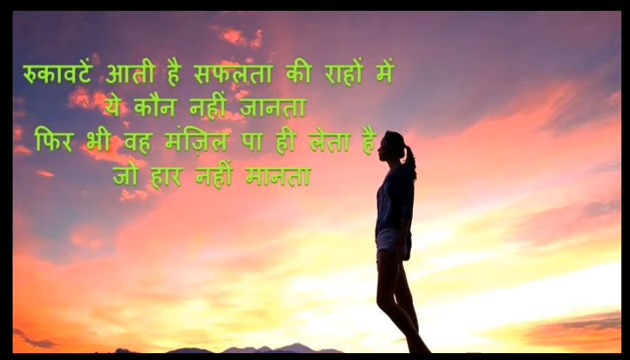 रुकावटें आती है सफलता की राहों में
ये कौन नहीं जानता
फिर भी वह मंज़िल पा ही लेता है
जो हार नहीं मानता